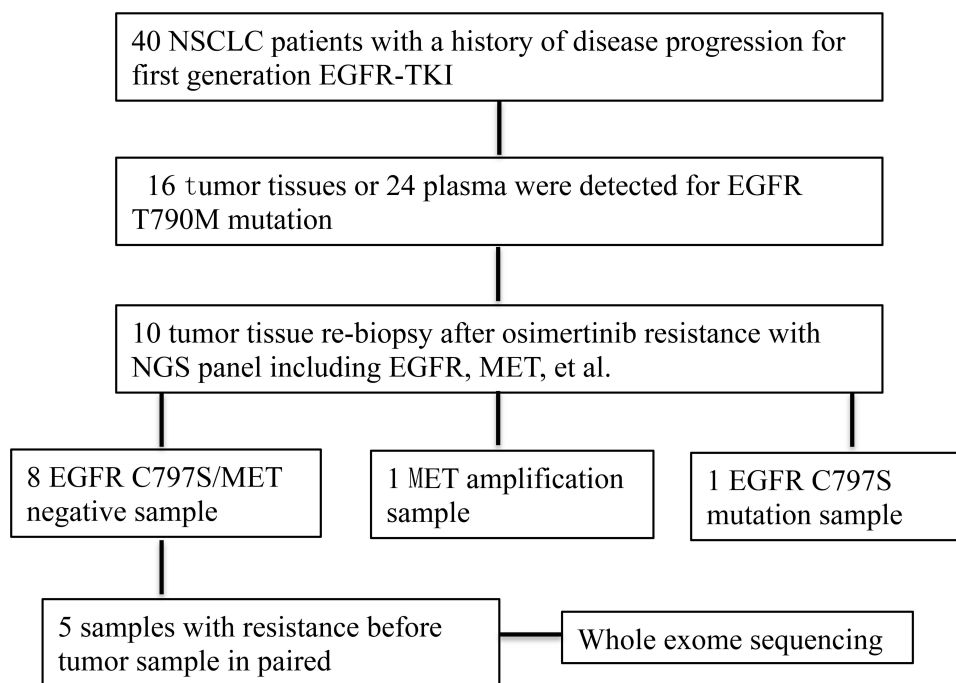 40 NSCLC patients with a history of disease progression for
first generation EGFR-TKI
16 tumor tissues or 24 plasma were detected for EGFR
T790M mutation
10 tumor tissue re-biopsy after osimertinib resistance with
NGS panel including EGFR, MET, et al.
8 EGFR C797S/MET
negative sample
1 MET amplification
sample
1 EGFR C797S
mutation sample
5 samples with resistance before
tumor sample in paired
Whole exome sequencing